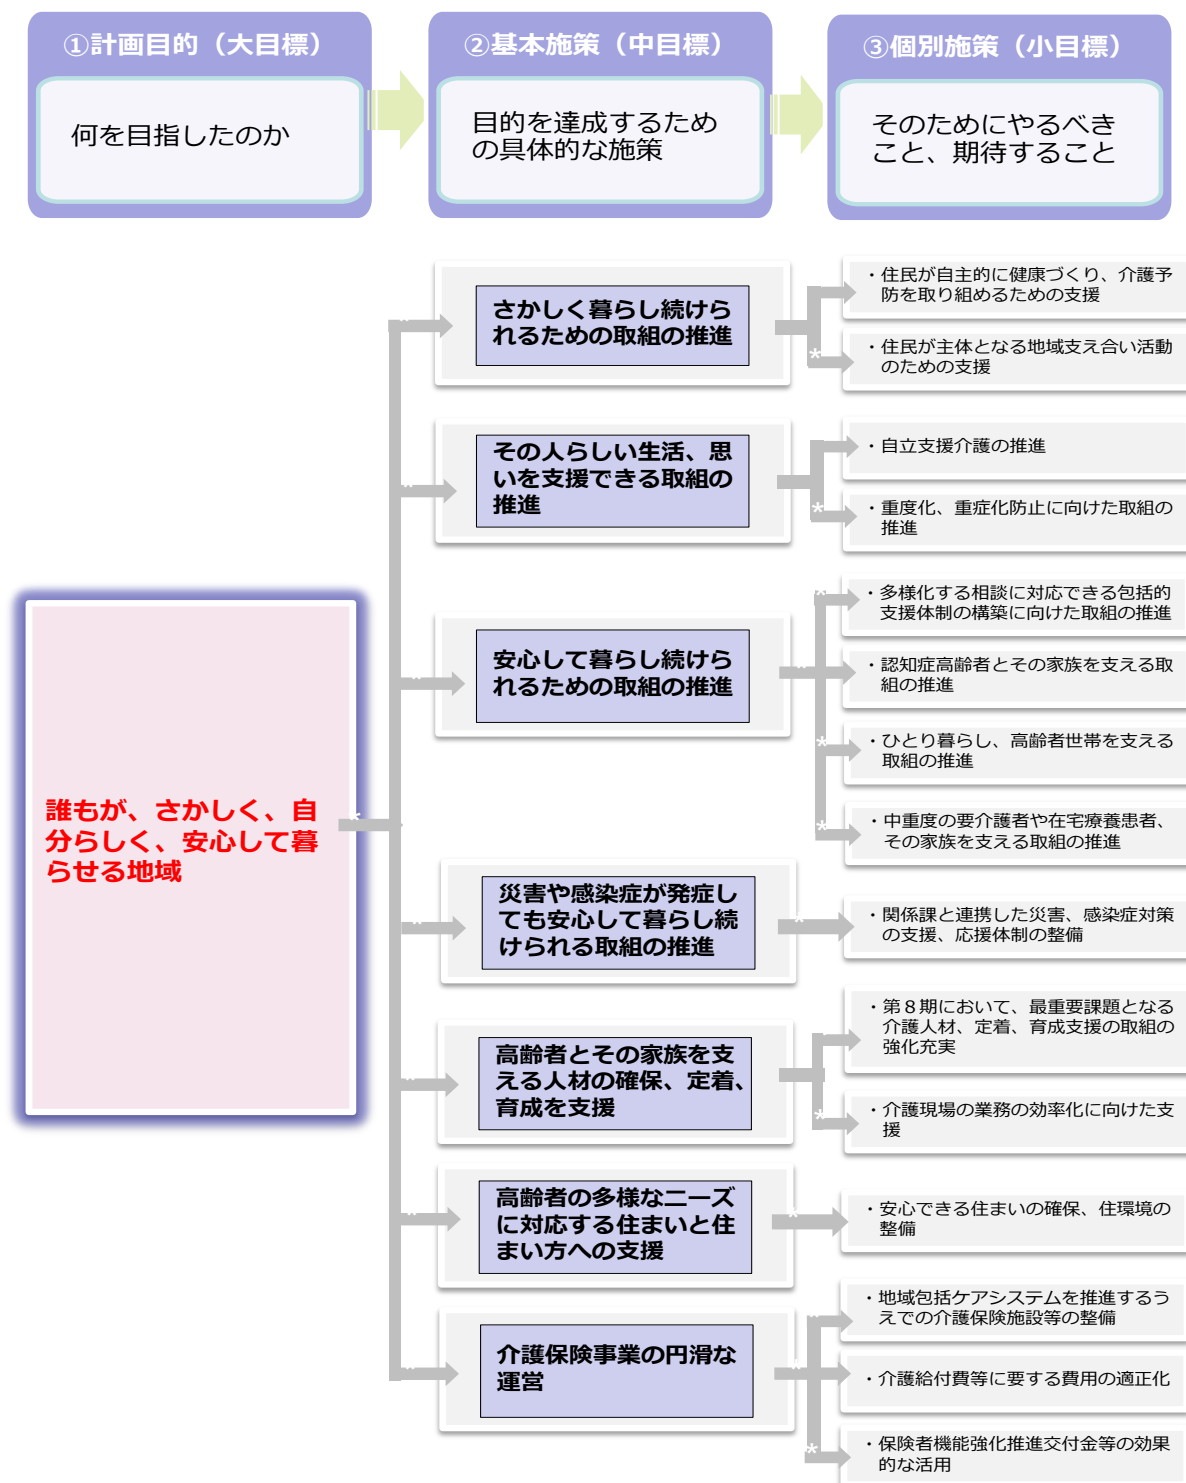 ①計画目的（大目標）
何を目指したのか
②基本施策（中目標）
目的を達成するため
の具体的な施策
③個別施策（小目標）
そのためにやるべき
こと、期待すること
誰もが、さかしく、自
分らしく、安心して暮
らせる地域
さかしく暮らし続けら
れるための取組の推進
・住民が自主的に健康づくり、介護予
防を取り組めるための支援
・住民が主体となる地域支え合い活動
のための支援
その人らしい生活、思
いを支援できる取組の
推進
・自立支援介護の推進
・重度化、重症化防止に向けた取組の
推進
安心して暮らし続けら
れるための取組の推進
・多様化する相談に対応できる包括的
支援体制の構築に向けた取組の推進
・認知症高齢者とその家族を支える取
組の推進
・ひとり暮らし、高齢者世帯を支える
取組の推進
・中重度の要介護者や在宅療養患者、
その家族を支える取組の推進
災害や感染症が発症し
ても安心して暮らし続
けられる取組の推進
・関係課と連携した災害、感染症対策
の支援、応援体制の整備
高齢者とその家族を支
える人材の確保、定着、
育成を支援
・第８期において、最重要課題となる
介護人材、定着、育成支援の取組の
強化充実
・介護現場の業務の効率化に向けた支
援
高齢者の多様なニーズ
に対応する住まいと住
まい方への支援
・安心できる住まいの確保、住環境の
整備
介護保険事業の円滑な
運営
・地域包括ケアシステムを推進するう
えでの介護保険施設等の整備
・介護給付費等に要する費用の適正化
・保険者機能強化推進交付金等の効果
的な活用